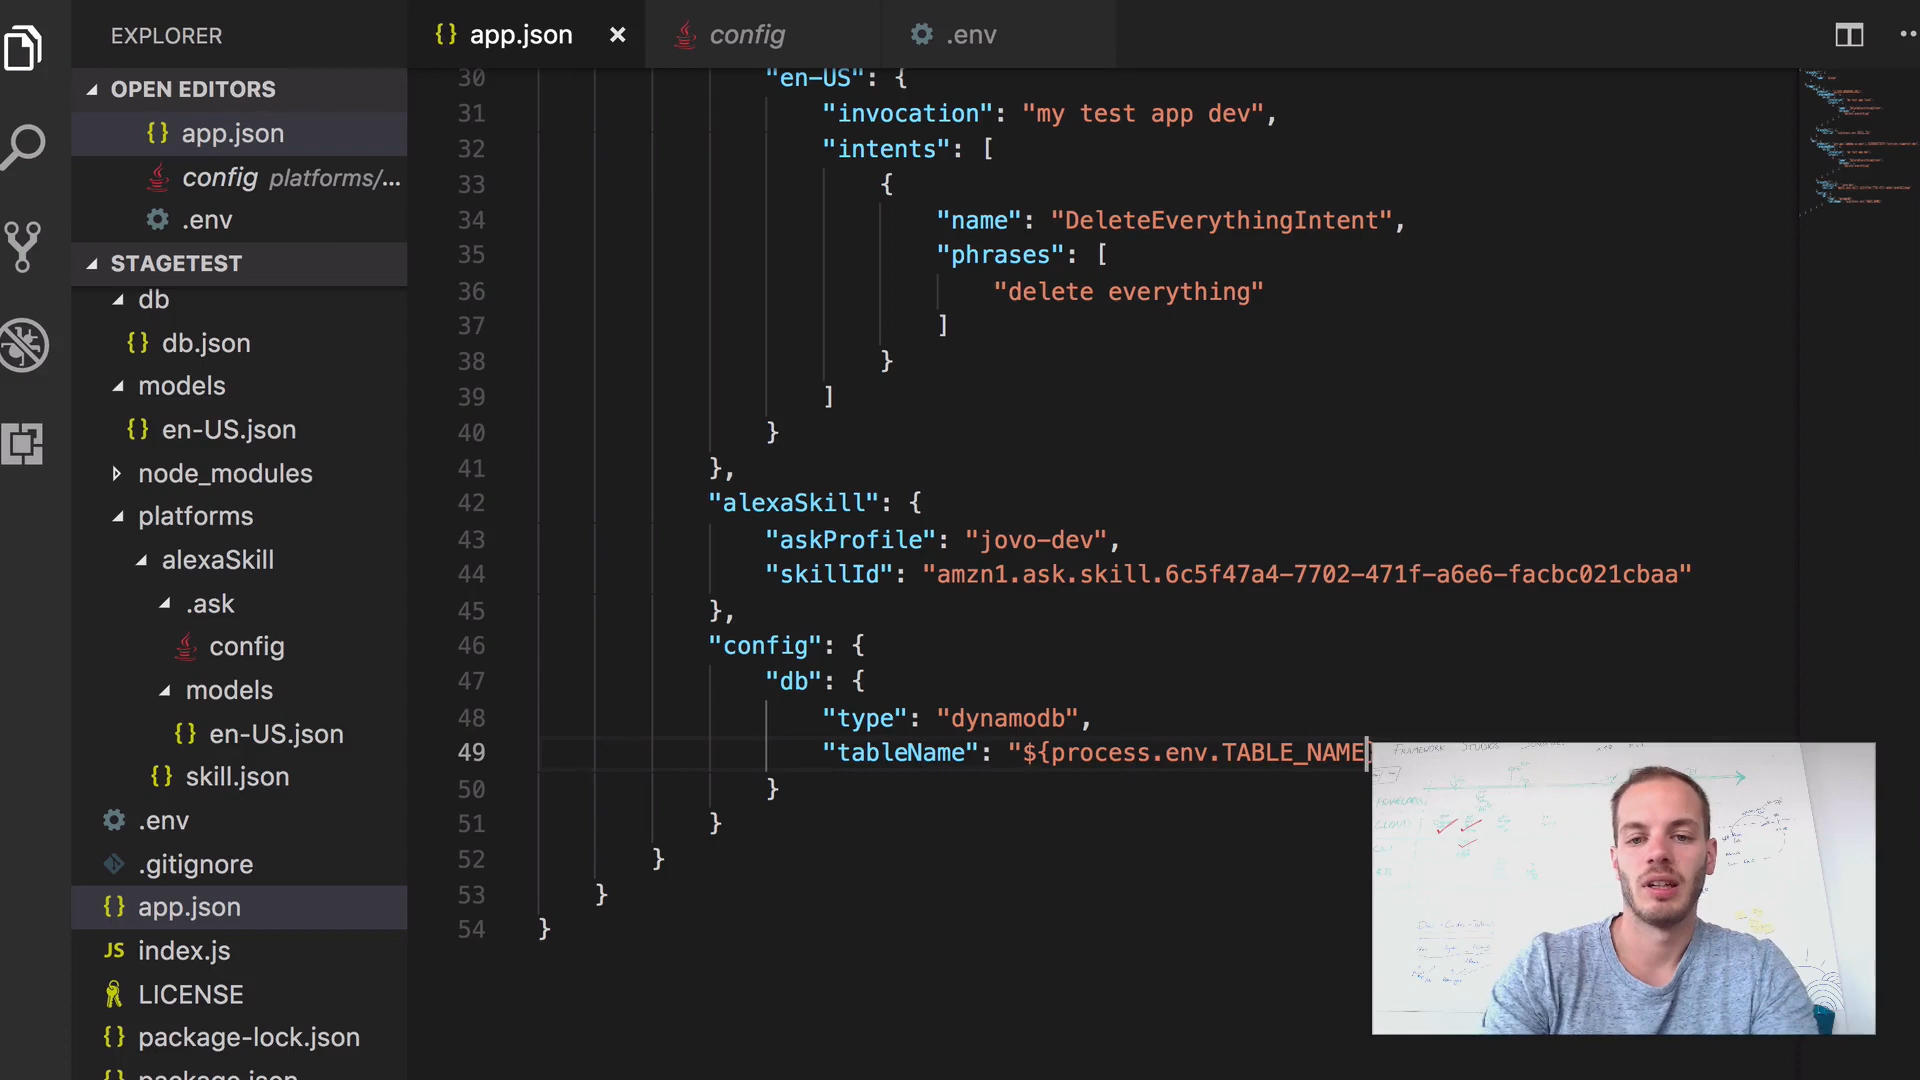 EXPLORER
OPEN EDITORS
{} app.json
config platforms/...
.env
STAGETEST
db
{} db.json
models
{} en-US.json
node_modules
platforms
alexaSkill
.ask
config
models
{} en-US.json
{} skill.json
.env
.gitignore
{} app.json
JS index.js
LICENSE
{} package-lock.json
{} package.json
{} app.json ×
config
.env
30 "en-US": {
31 "invocation": "my test app dev",
32 "intents": [
33 {
34 "name": "DeleteEverythingIntent",
35 "phrases": [
36 "delete everything"
37 ]
38 }
39 ]
40 }
41 },
42 "alexaSkill": {
43 "askProfile": "jovo-dev",
44 "skillId": "amzn1.ask.skill.6c5f47a4-7702-471f-a6e6-facbc021cbaa"
45 },
46 "config": {
47 "db": {
48 "type": "dynamodb",
49 "tableName": "${process.env.TABLE_NAME
50 }
51 }
52 }
53 }
54 }
FRAMEWORK STUDIOS